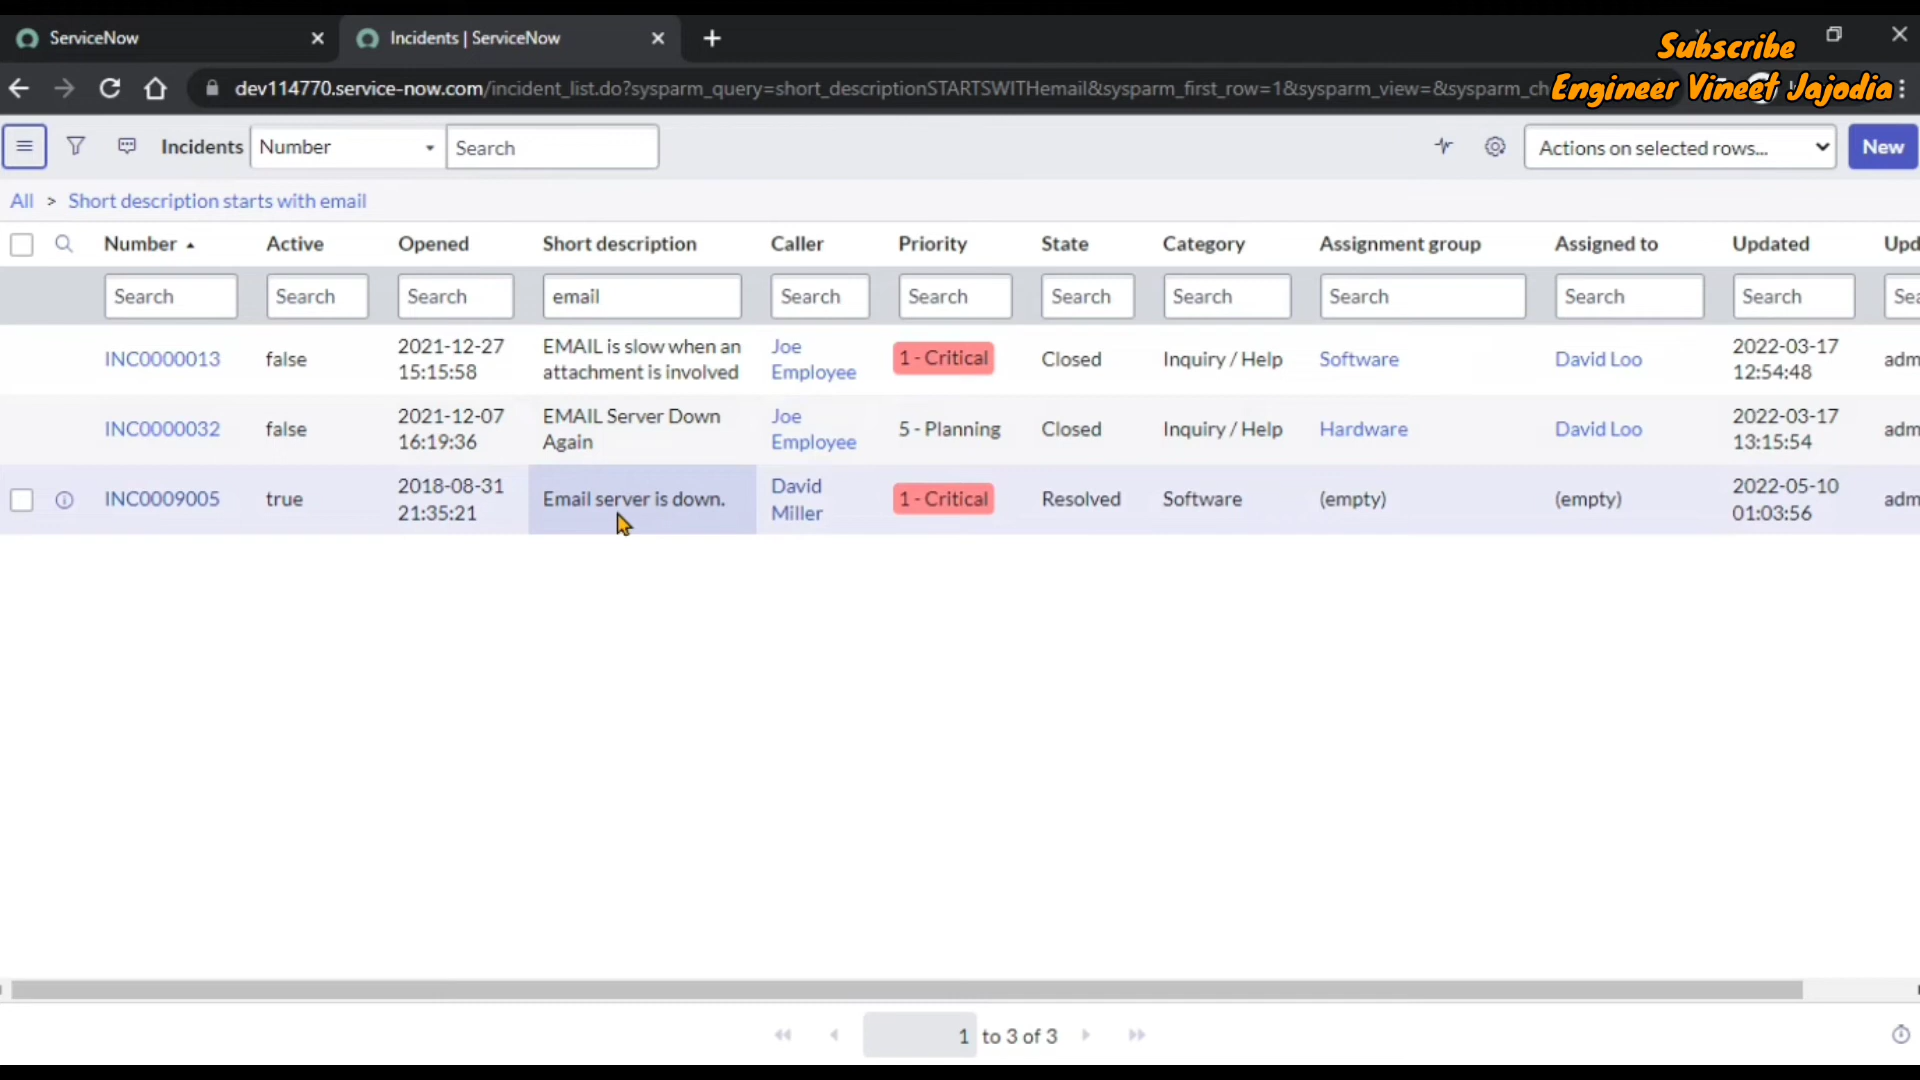 ServiceNow
Incidents | ServiceNow
Subscribe
Engineer Vineet Jajodia
dev114770.service-now.com/incident_list.do?sysparm_query=short_descriptionSTARTSWITHemail&sysparm_first_row=1&sysparm_view=&sysparm_ch
Incidents Number Search Actions on selected rows... New
All > Short description starts with email
Number Active Opened Short description Caller Priority State Category Assignment group Assigned to Updated Upd
Search Search Search email Search Search Search Search Search Search Search Sea
INC0000013 false 2021-12-27 15:15:58 EMAIL is slow when an attachment is involved Joe Employee 1 - Critical Closed Inquiry / Help Software David Loo 2022-03-17 12:54:48 adm
INC0000032 false 2021-12-07 16:19:36 EMAIL Server Down Again Joe Employee 5 - Planning Closed Inquiry / Help Hardware David Loo 2022-03-17 13:15:54 adm
INC0009005 true 2018-08-31 21:35:21 Email server is down. David Miller 1 - Critical Resolved Software (empty) (empty) 2022-05-10 01:03:56 adm
1 to 3 of 3